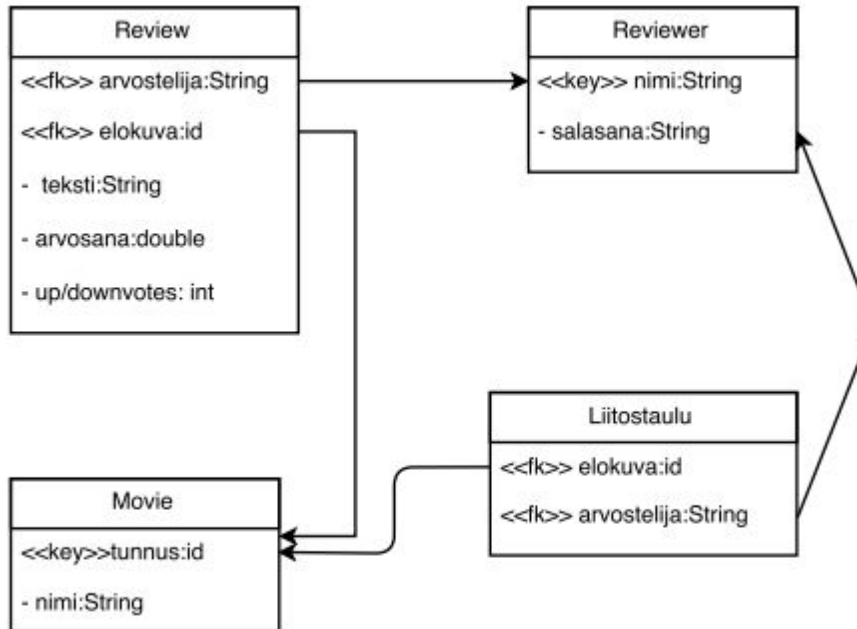 Review
<<fk>> arvostelija:String
<<fk>> elokuva:id
- teksti:String
- arvosana:double
- up/downvotes: int
Reviewer
<<key>> nimi:String
- salasana:String
Liitostaulu
<<fk>> elokuva:id
<<fk>> arvostelija:String
Movie
<<key>>tunnus:id
- nimi:String